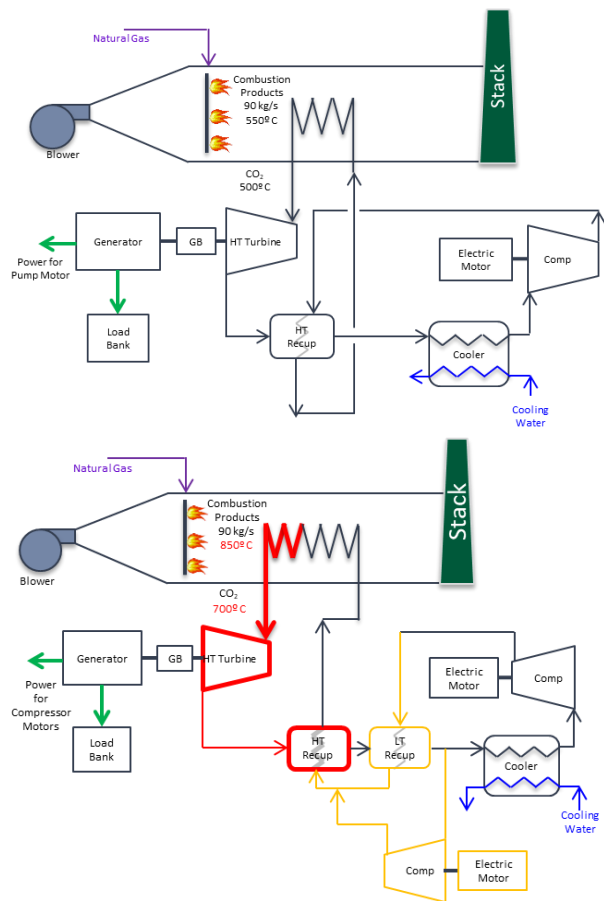 Natural Gas
Combustion
Products
90 kg/s
550º C
Stack
Blower
CO₂
500º C
Generator
GB
HT Turbine
Electric
Motor
Comp
Power for
Pump Motor
Load
Bank
HT
Recup
Cooler
Cooling
Water
Natural Gas
Combustion
Products
90 kg/s
850º C
Stack
Blower
CO₂
700º C
Generator
GB
HT Turbine
Electric
Motor
Comp
Power
for
Compressor
Motors
Load
Bank
HT
Recup
LT
Recup
Cooler
Cooling
Water
Comp
Electric
Motor